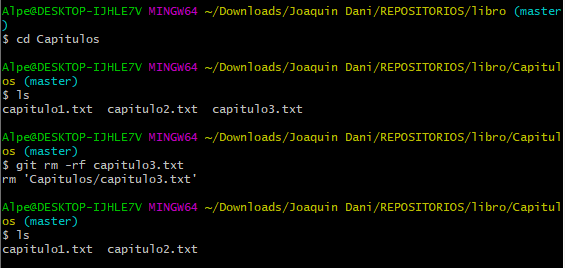 Alpe@DESKTOP-IJHLE7V MINGW64 ~/Downloads/Joaquin Dani/REPOSITORIOS/libro (master
)
$ cd Capitulos
Alpe@DESKTOP-IJHLE7V MINGW64 ~/Downloads/Joaquin Dani/REPOSITORIOS/libro/Capitul
os (master)
$ ls
capitulo1.txt  capitulo2.txt  capitulo3.txt
Alpe@DESKTOP-IJHLE7V MINGW64 ~/Downloads/Joaquin Dani/REPOSITORIOS/libro/Capitul
os (master)
$ git rm -rf capitulo3.txt
rm 'Capitulos/capitulo3.txt'
Alpe@DESKTOP-IJHLE7V MINGW64 ~/Downloads/Joaquin Dani/REPOSITORIOS/libro/Capitul
os (master)
$ ls
capitulo1.txt  capitulo2.txt